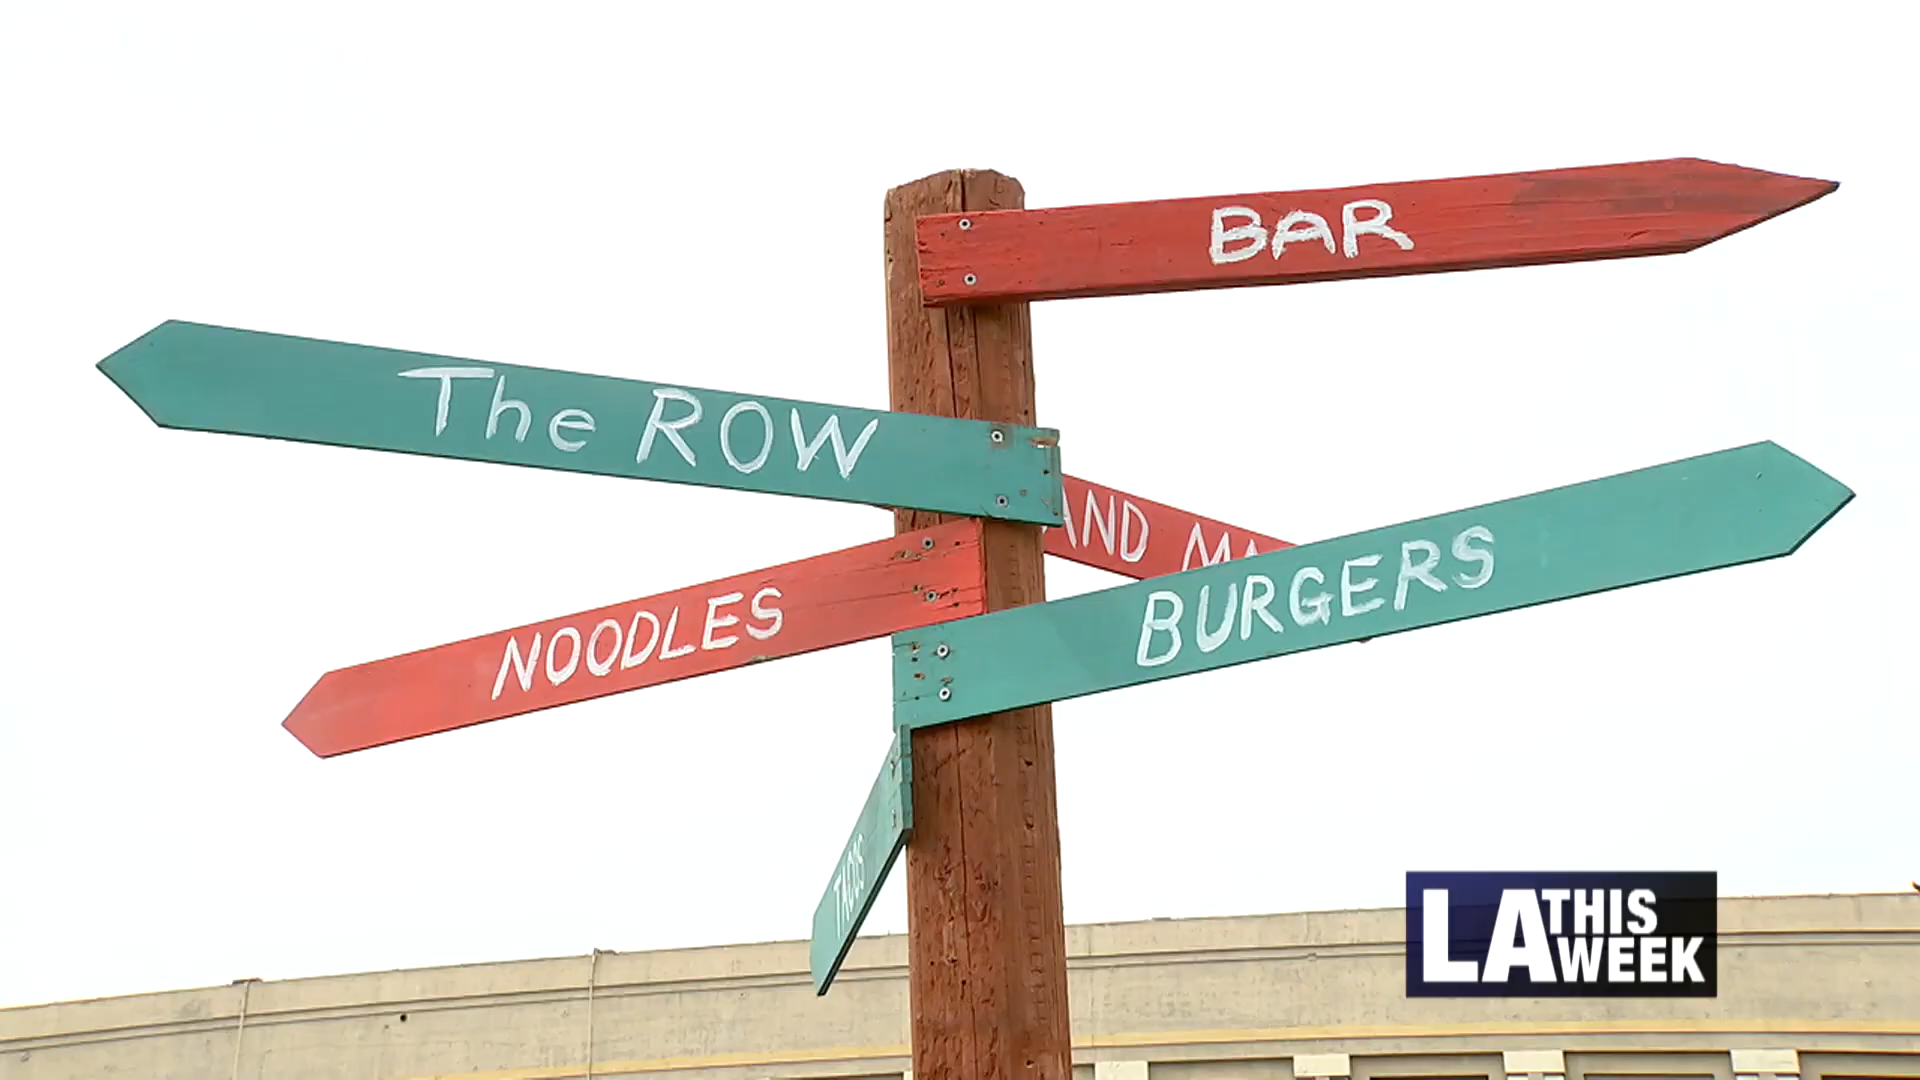 BAR
The ROW
AND
BURGERS
NOODLES
TACOS
LA THIS WEEK